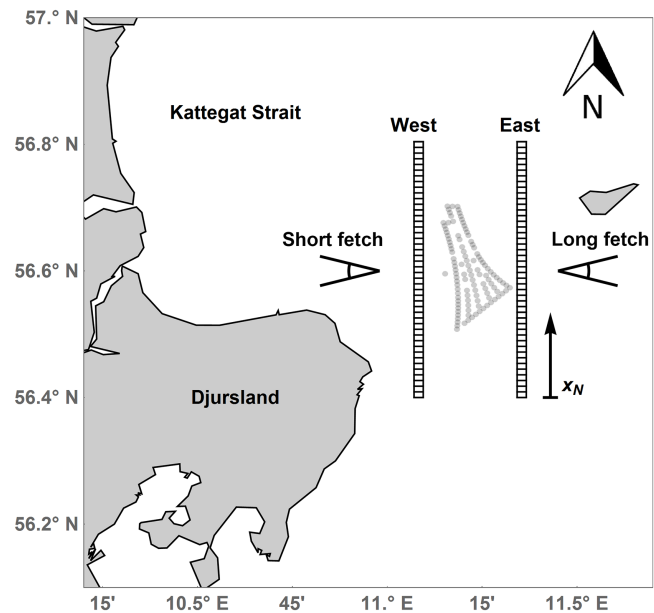 57.° N
Kattegat Strait
N
56.8° N
West
East
Short fetch
Long fetch
56.6° N
56.4° N
Djursland
x_N
56.2° N
15' 10.5° E 45' 11.° E 15' 11.5° E